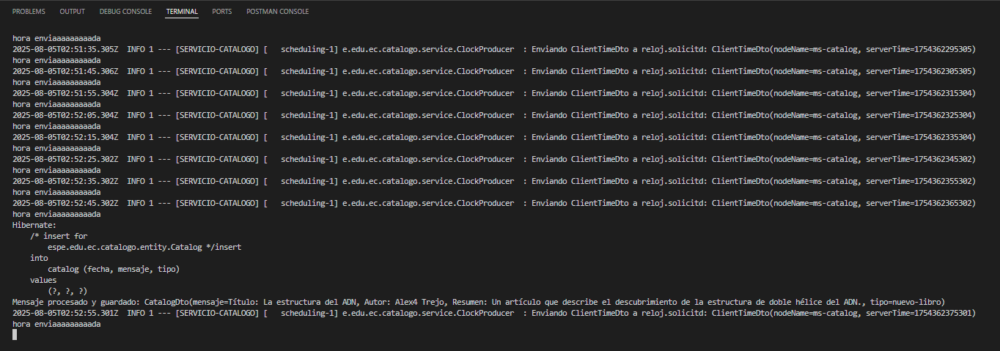 PROBLEMS OUTPUT DEBUG CONSOLE TERMINAL PORTS POSTMAN CONSOLE
hora enviaaaaaaaaaada
2025-08-05T02:51:35.305Z  INFO 1 --- [SERVICIO-CATALOGO] [   scheduling-1] e.edu.ec.catalogo.service.ClockProducer  : Enviando ClientTimeDto a reloj.solicitd: ClientTimeDto(nodeName=ms-catalog, serverTime=1754362295305)
hora enviaaaaaaaaaada
2025-08-05T02:51:45.306Z  INFO 1 --- [SERVICIO-CATALOGO] [   scheduling-1] e.edu.ec.catalogo.service.ClockProducer  : Enviando ClientTimeDto a reloj.solicitd: ClientTimeDto(nodeName=ms-catalog, serverTime=1754362305305)
hora enviaaaaaaaaaada
2025-08-05T02:51:55.304Z  INFO 1 --- [SERVICIO-CATALOGO] [   scheduling-1] e.edu.ec.catalogo.service.ClockProducer  : Enviando ClientTimeDto a reloj.solicitd: ClientTimeDto(nodeName=ms-catalog, serverTime=1754362315304)
hora enviaaaaaaaaaada
2025-08-05T02:52:05.304Z  INFO 1 --- [SERVICIO-CATALOGO] [   scheduling-1] e.edu.ec.catalogo.service.ClockProducer  : Enviando ClientTimeDto a reloj.solicitd: ClientTimeDto(nodeName=ms-catalog, serverTime=1754362325304)
hora enviaaaaaaaaaada
2025-08-05T02:52:15.304Z  INFO 1 --- [SERVICIO-CATALOGO] [   scheduling-1] e.edu.ec.catalogo.service.ClockProducer  : Enviando ClientTimeDto a reloj.solicitd: ClientTimeDto(nodeName=ms-catalog, serverTime=1754362335304)
hora enviaaaaaaaaaada
2025-08-05T02:52:25.302Z  INFO 1 --- [SERVICIO-CATALOGO] [   scheduling-1] e.edu.ec.catalogo.service.ClockProducer  : Enviando ClientTimeDto a reloj.solicitd: ClientTimeDto(nodeName=ms-catalog, serverTime=1754362345302)
hora enviaaaaaaaaaada
2025-08-05T02:52:35.302Z  INFO 1 --- [SERVICIO-CATALOGO] [   scheduling-1] e.edu.ec.catalogo.service.ClockProducer  : Enviando ClientTimeDto a reloj.solicitd: ClientTimeDto(nodeName=ms-catalog, serverTime=1754362355302)
hora enviaaaaaaaaaada
2025-08-05T02:52:45.302Z  INFO 1 --- [SERVICIO-CATALOGO] [   scheduling-1] e.edu.ec.catalogo.service.ClockProducer  : Enviando ClientTimeDto a reloj.solicitd: ClientTimeDto(nodeName=ms-catalog, serverTime=1754362365302)
hora enviaaaaaaaaaada
Hibernate:
    /* insert for
        espe.edu.ec.catalogo.entity.Catalog */insert
    into
        catalog (fecha, mensaje, tipo)
    values
        (?, ?, ?)
Mensaje procesado y guardado: CatalogDto(mensaje=Título: La estructura del ADN, Autor: Alex4 Trejo, Resumen: Un artículo que describe el descubrimiento de la estructura de doble hélice del ADN., tipo=nuevo-libro)
2025-08-05T02:52:55.301Z  INFO 1 --- [SERVICIO-CATALOGO] [   scheduling-1] e.edu.ec.catalogo.service.ClockProducer  : Enviando ClientTimeDto a reloj.solicitd: ClientTimeDto(nodeName=ms-catalog, serverTime=1754362375301)
hora enviaaaaaaaaaada